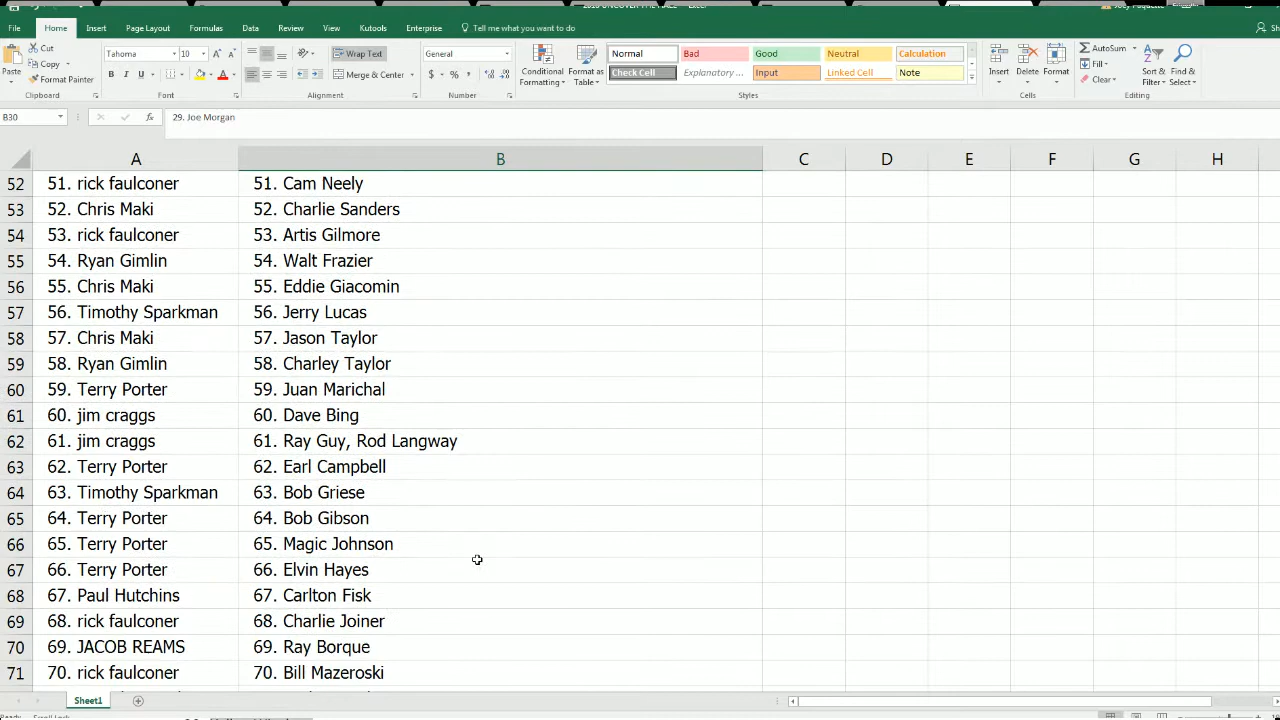 File Home Insert Page Layout Formulas Data Review View Kutools Enterprise Tell me what you want to do
Cut
Copy
Format Painter
Paste
Clipboard
Tahoma 10
Font
Wrap Text
Merge & Center
Alignment
General
Number
Conditional Formatting
Format as Table
Normal Bad Good Neutral Calculation
Check Cell Explanatory ... Input Linked Cell Note
Styles
Insert Delete Format
Cells
AutoSum
Fill
Clear
Sort & Filter
Find & Select
Editing
B30 29. Joe Morgan
A B C D E F G H
52 51. rick faulconer 51. Cam Neely
53 52. Chris Maki 52. Charlie Sanders
54 53. rick faulconer 53. Artis Gilmore
55 54. Ryan Gimlin 54. Walt Frazier
56 55. Chris Maki 55. Eddie Giacomin
57 56. Timothy Sparkman 56. Jerry Lucas
58 57. Chris Maki 57. Jason Taylor
59 58. Ryan Gimlin 58. Charley Taylor
60 59. Terry Porter 59. Juan Marichal
61 60. jim craggs 60. Dave Bing
62 61. jim craggs 61. Ray Guy, Rod Langway
63 62. Terry Porter 62. Earl Campbell
64 63. Timothy Sparkman 63. Bob Griese
65 64. Terry Porter 64. Bob Gibson
66 65. Terry Porter 65. Magic Johnson
67 66. Terry Porter 66. Elvin Hayes
68 67. Paul Hutchins 67. Carlton Fisk
69 68. rick faulconer 68. Charlie Joiner
70 69. JACOB REAMS 69. Ray Borque
71 70. rick faulconer 70. Bill Mazeroski
Sheet1